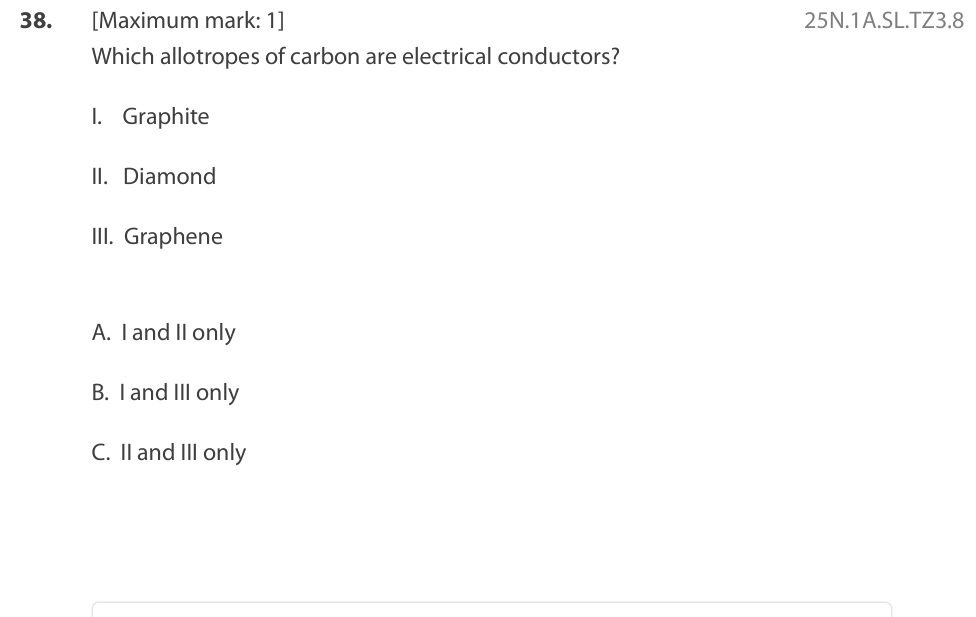 38. [Maximum mark: 1] 25N.1A.SL.TZ3.8
Which allotropes of carbon are electrical conductors?
I. Graphite
II. Diamond
III. Graphene
A. I and II only
B. I and III only
C. II and III only